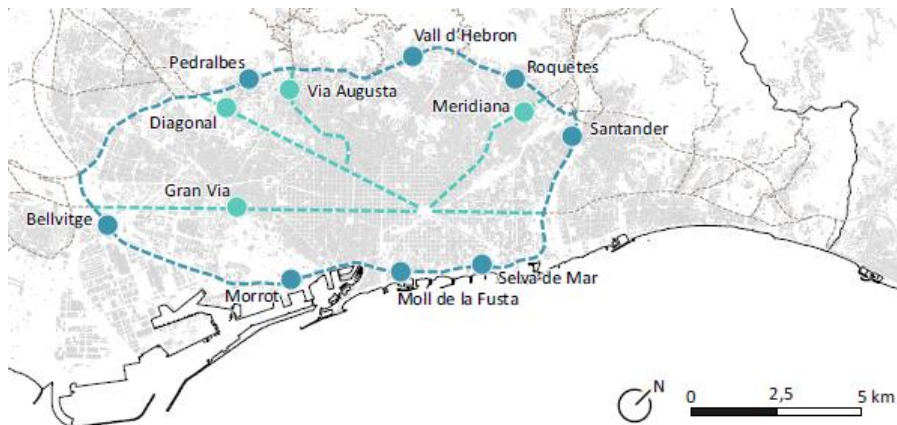 Vall d'Hebron
Pedralbes
Roquetes
Via Augusta
Meridiana
Diagonal
Santander
Gran Via
Bellvitge
Selva de Mar
Morrot
Moll de la Fusta
N
0 2,5 5 km